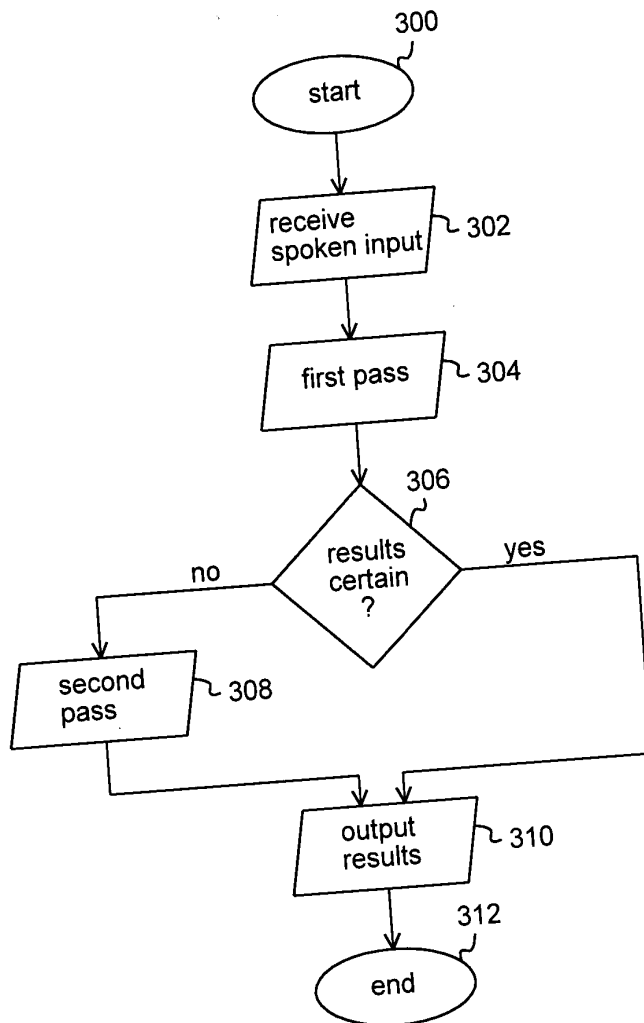 300
start
receive
spoken input
302
first pass
304
306
results
certain
?
no
yes
second
pass
308
output
results
310
312
end